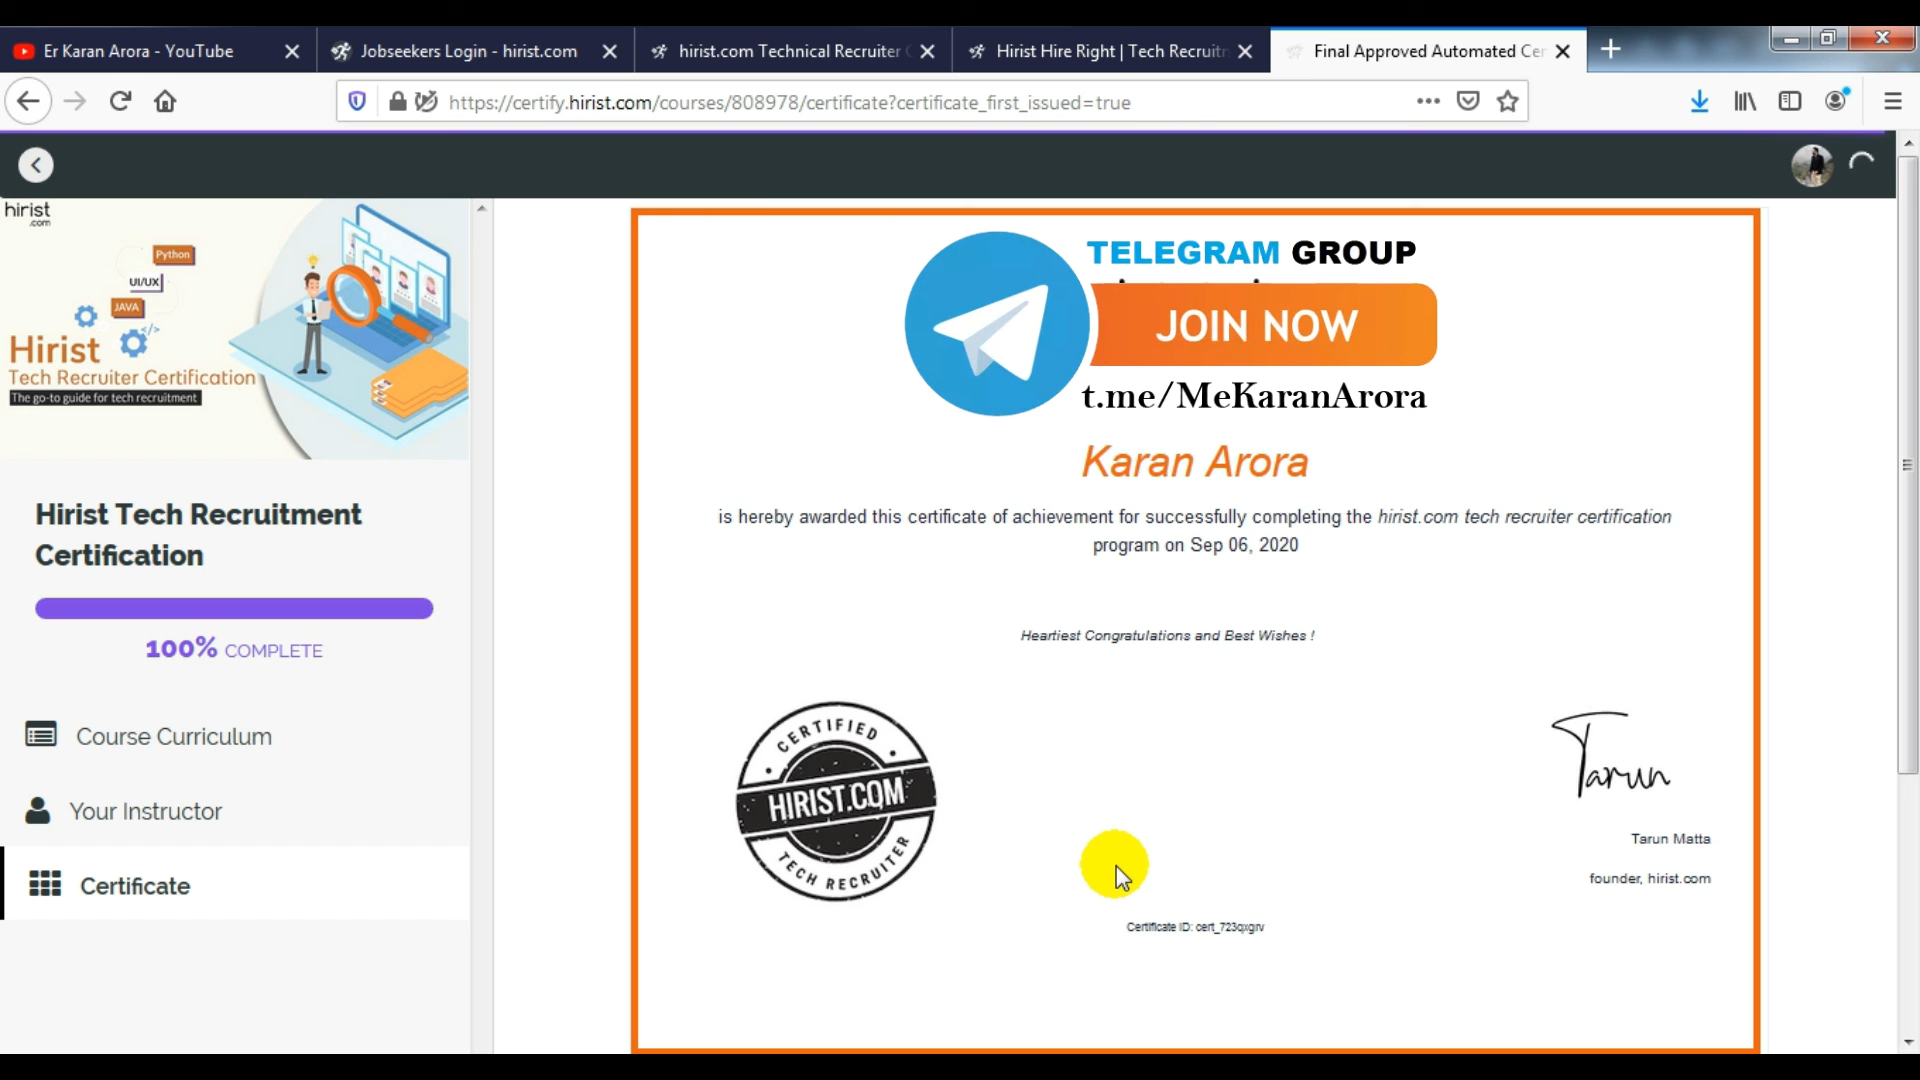 Er Karan Arora - YouTube
Jobseekers Login - hirist.com
hirist.com Technical Recruiter
Hirist Hire Right | Tech Recruitm
Final Approved Automated Cer
https://certify.hirist.com/courses/808978/certificate?certificate_first_issued=true
hirist
.com
Python
UI/UX
JAVA
</>
Hirist
Tech Recruiter Certification
The go-to guide for tech recruitment
Hirist Tech Recruitment
Certification
100% COMPLETE
Course Curriculum
Your Instructor
Certificate
TELEGRAM GROUP
JOIN NOW
t.me/MeKaranArora
Karan Arora
is hereby awarded this certificate of achievement for successfully completing the hirist.com tech recruiter certification
program on Sep 06, 2020
Heartiest Congratulations and Best Wishes !
CERTIFIED
HIRIST.COM
TECH RECRUITER
Tarun
Tarun Matta
founder, hirist.com
Certificate ID: cert_723qxgrv